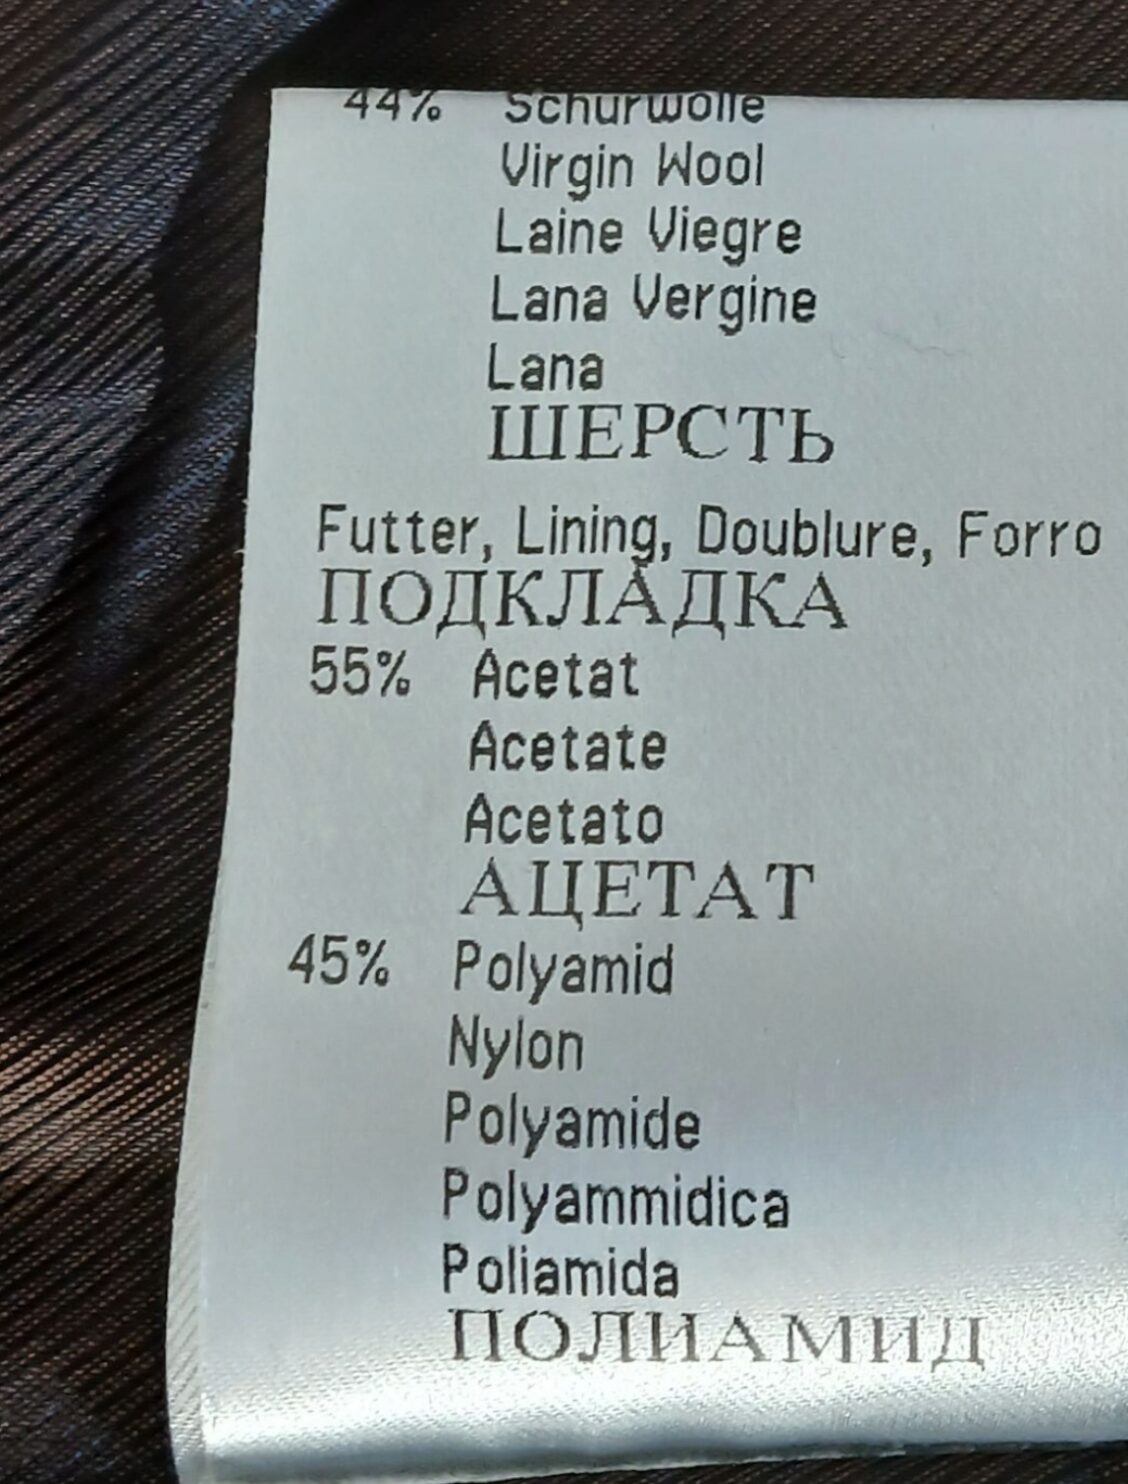 44% Schurwolle
Virgin Wool
Laine Viegre
Lana Vergine
Lana
ШЕРСТЬ
Futter, Lining, Doublure, Forro
ПОДКЛАДКА
55% Acetat
Acetate
Acetato
АЦЕТАТ
45% Polyamid
Nylon
Polyamide
Polyammidica
Poliamida
ПОЛИАМИД